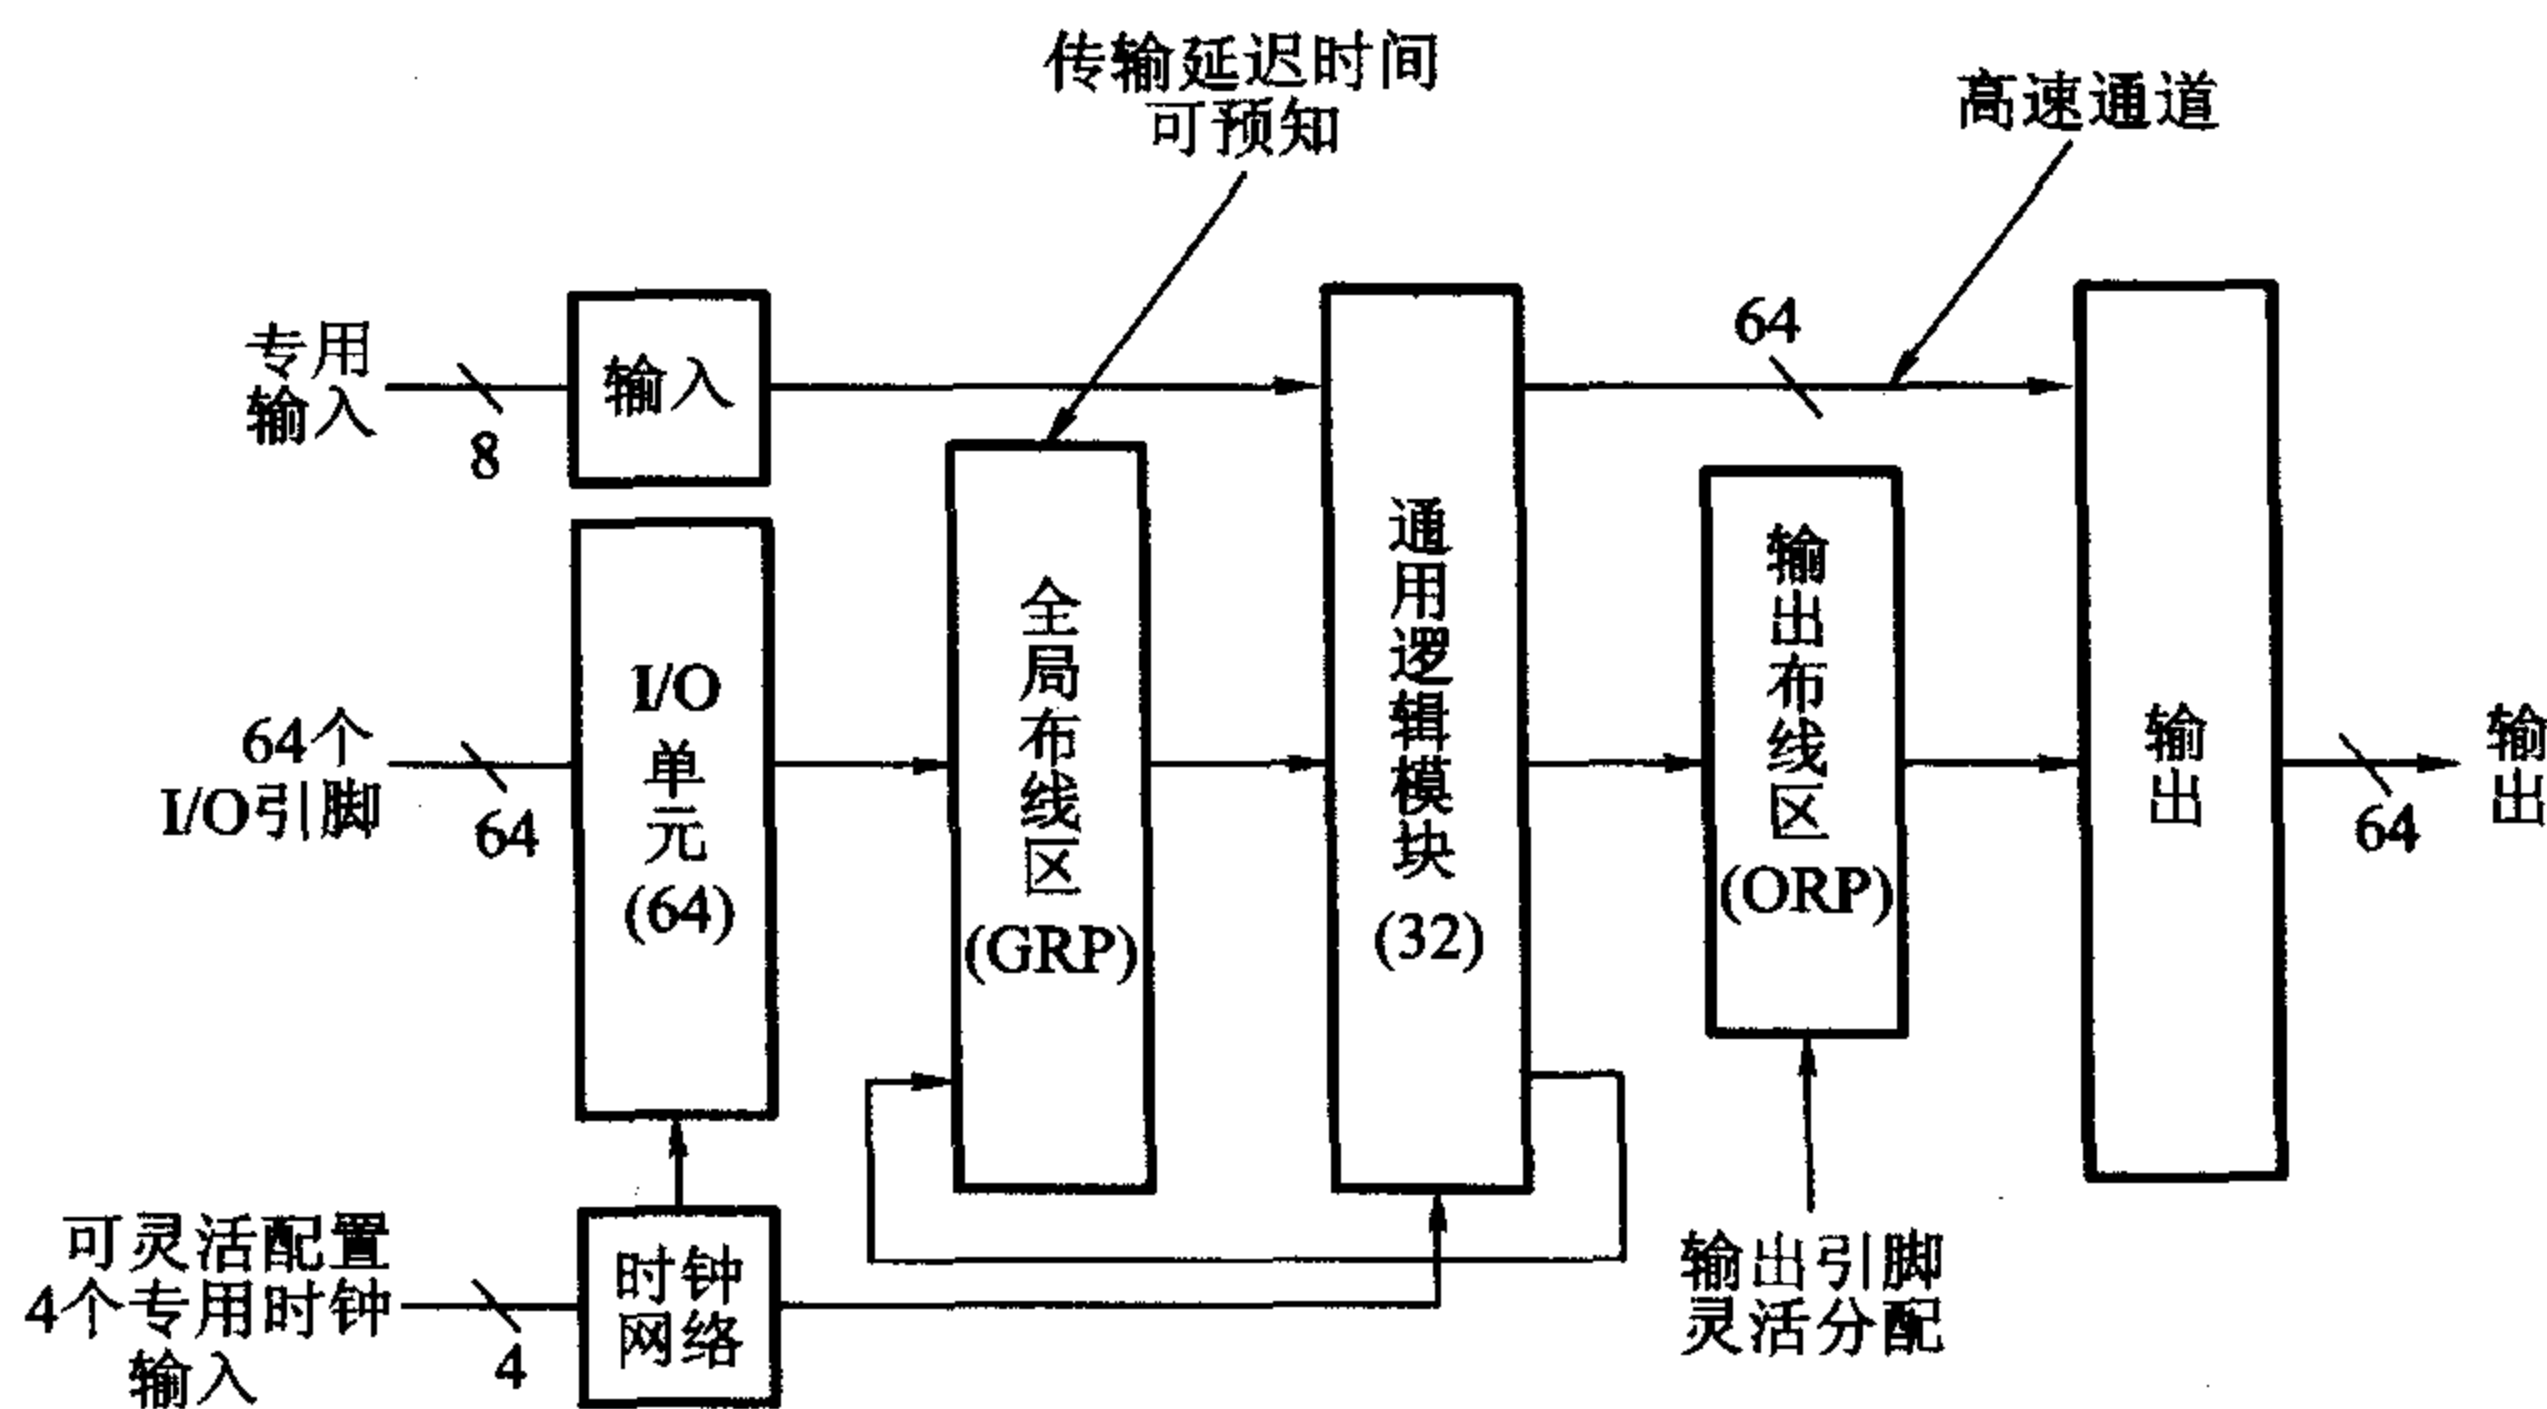 传输延迟时间
可预知
高速通道
专用
输入
8
输入
64
64个
I/O引脚
64
I/O
单
元
(64)
全
局
布
线
区
(GRP)
通
用
逻
辑
模
块
(32)
输
出
布
线
区
(ORP)
输
出
64
输
出
可灵活配置
4个专用时钟
输入
4
时钟
网络
输出引脚
灵活分配